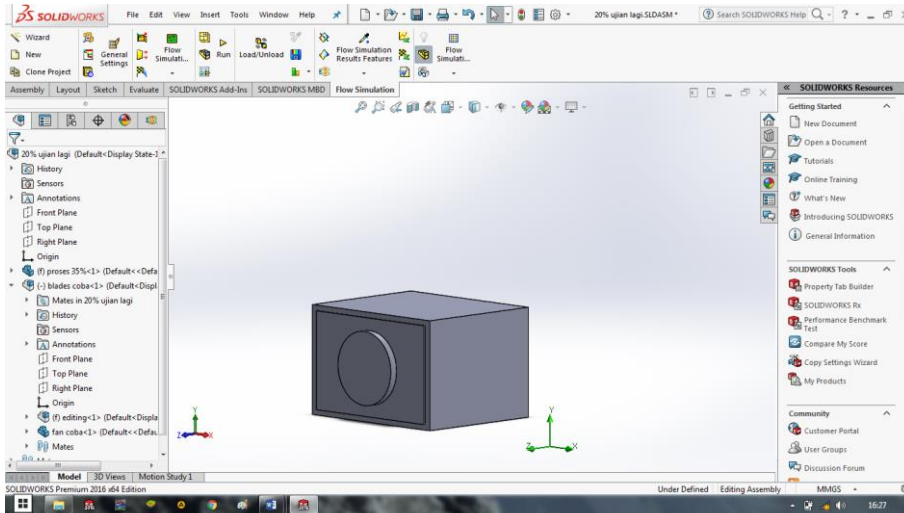 SOLIDWORKS File Edit View Insert Tools Window Help 20% ujian lagi.SLDASM * Search SOLIDWORKS Help
Wizard
New
Clone Project
General Settings
Flow Simulati...
Run
Load/Unload
Flow Simulation Results Features
Flow Simulati...
Assembly Layout Sketch Evaluate SOLIDWORKS Add-Ins SOLIDWORKS MBD Flow Simulation
20% ujian lagi (Default<Display State-1
History
Sensors
Annotations
Front Plane
Top Plane
Right Plane
Origin
(f) proses 35%<1> (Default<<Defa
(-) blades coba<1> (Default<Displ
Mates in 20% ujian lagi
History
Sensors
Annotations
Front Plane
Top Plane
Right Plane
Origin
(f) editing<1> (Default<Displa
fan coba<1> (Default<<Defau
Mates
Y
Z X
Y
Z X
SOLIDWORKS Resources
Getting Started
New Document
Open a Document
Tutorials
Online Training
What's New
Introducing SOLIDWORKS
General Information
SOLIDWORKS Tools
Property Tab Builder
SOLIDWORKS Rx
Performance Benchmark
Test
Compare My Score
Copy Settings Wizard
My Products
Community
Customer Portal
User Groups
Discussion Forum
Model 3D Views Motion Study 1
SOLIDWORKS Premium 2016 x64 Edition Under Defined Editing Assembly MMGS
16:27